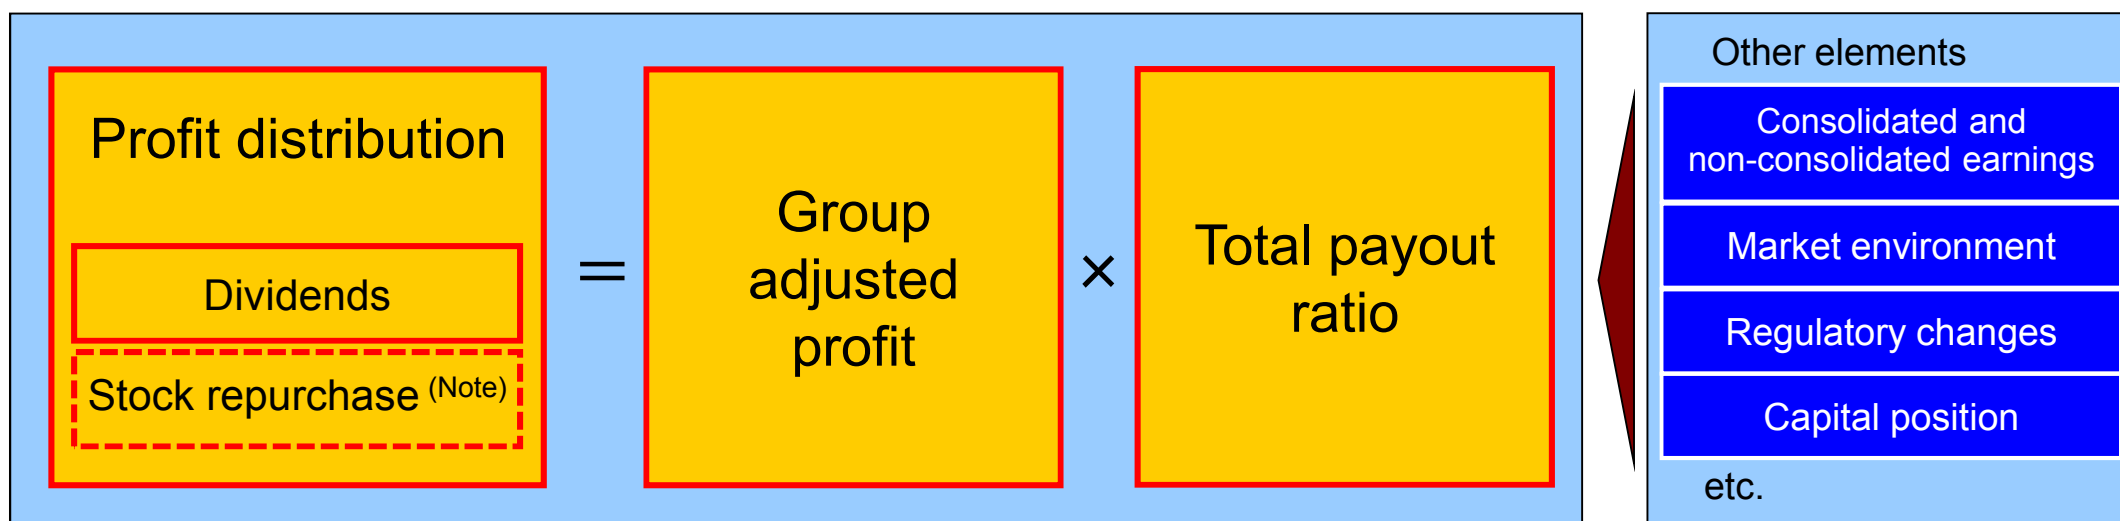 Profit distribution
Dividends
Stock repurchase (Note)
=
Group
adjusted
profit
×
Total payout
ratio
Other elements
Consolidated and
non-consolidated earnings
Market environment
Regulatory changes
Capital position
etc.